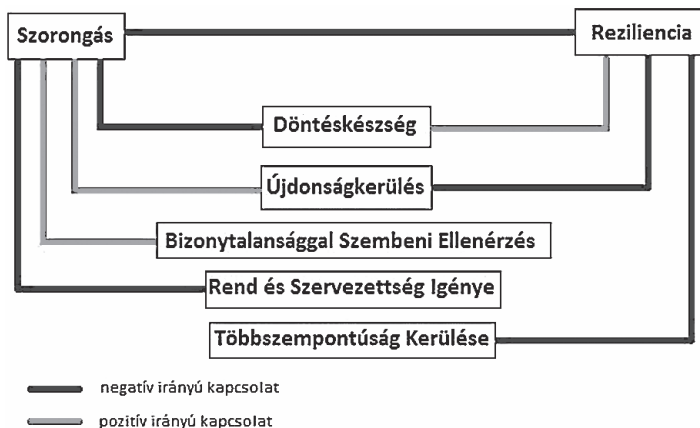 Szorongás
Reziliencia
Döntéskészség
Újdonságkerülés
Bizonytalansággal Szembeni Ellenérzés
Rend és Szervezettség Igénye
Többszempontúság Kerülése
negatív irányú kapcsolat
pozitív irányú kapcsolat